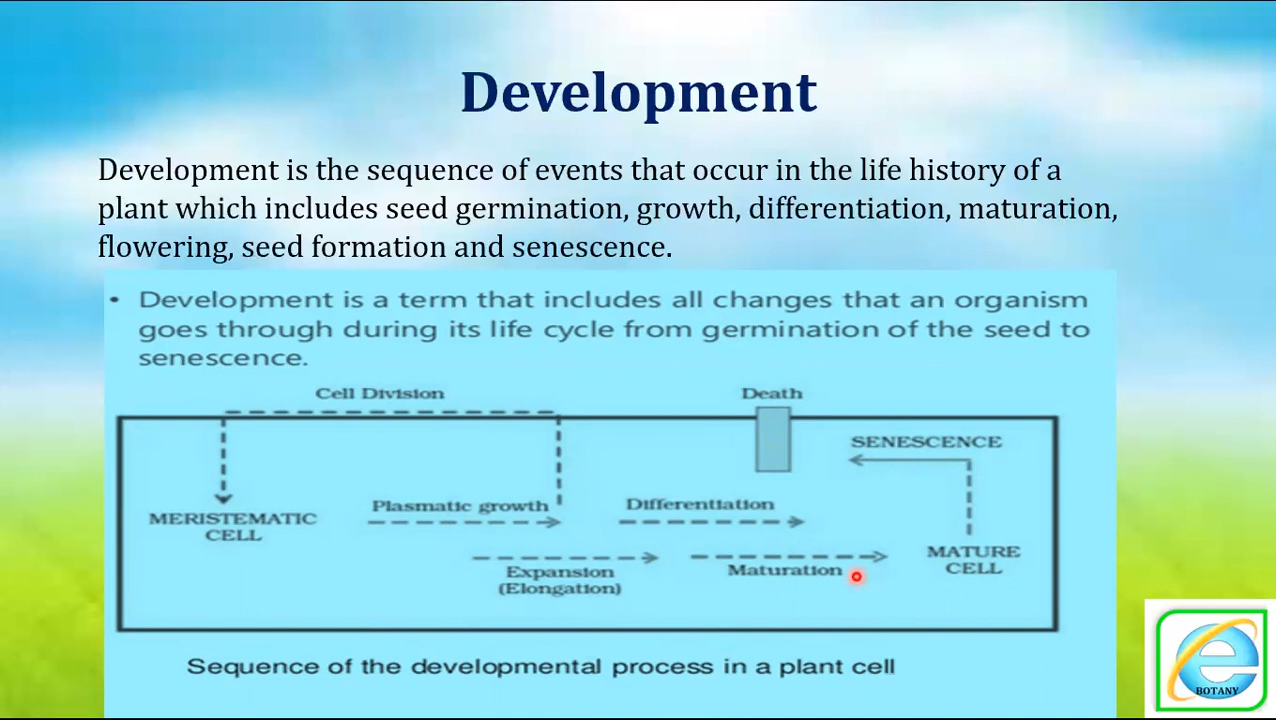 Development
Development is the sequence of events that occur in the life history of a
plant which includes seed germination, growth, differentiation, maturation,
flowering, seed formation and senescence.
• Development is a term that includes all changes that an organism
goes through during its life cycle from germination of the seed to
senescence.
Cell Division
Death
SENESCENCE
Plasmatic growth
Differentiation
MERISTEMATIC
CELL
MATURE
CELL
Expansion
(Elongation)
Maturation
Sequence of the developmental process in a plant cell
e
BOTANY